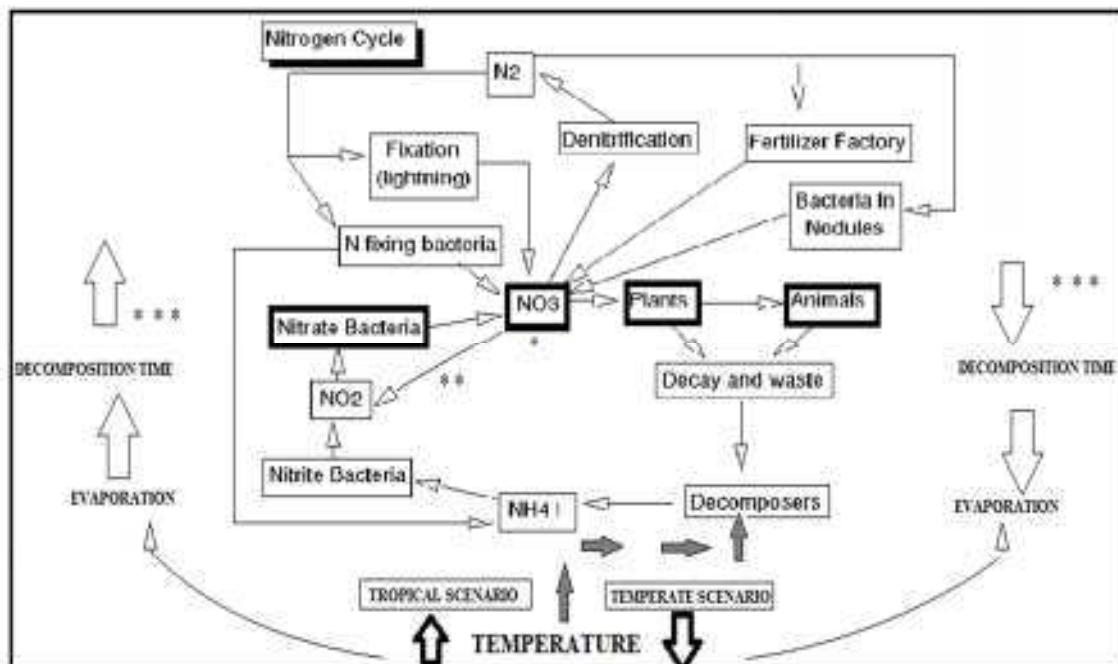 Nitrogen Cycle
N2
Denitrification
Fertilizer Factory
Fixation
(lightning)
Bacteria In
Nodules
N fixing bacteria
NO3
Plants
Animals
Nitrate Bacteria
*
* * *
* * *
DECOMPOSITION TIME
DECOMPOSITION TIME
* *
Decay and waste
NO2
Nitrite Bacteria
EVAPORATION
Decomposers
EVAPORATION
NH4
TROPICAL SCENARIO
TEMPERATE SCENARIO
TEMPERATURE